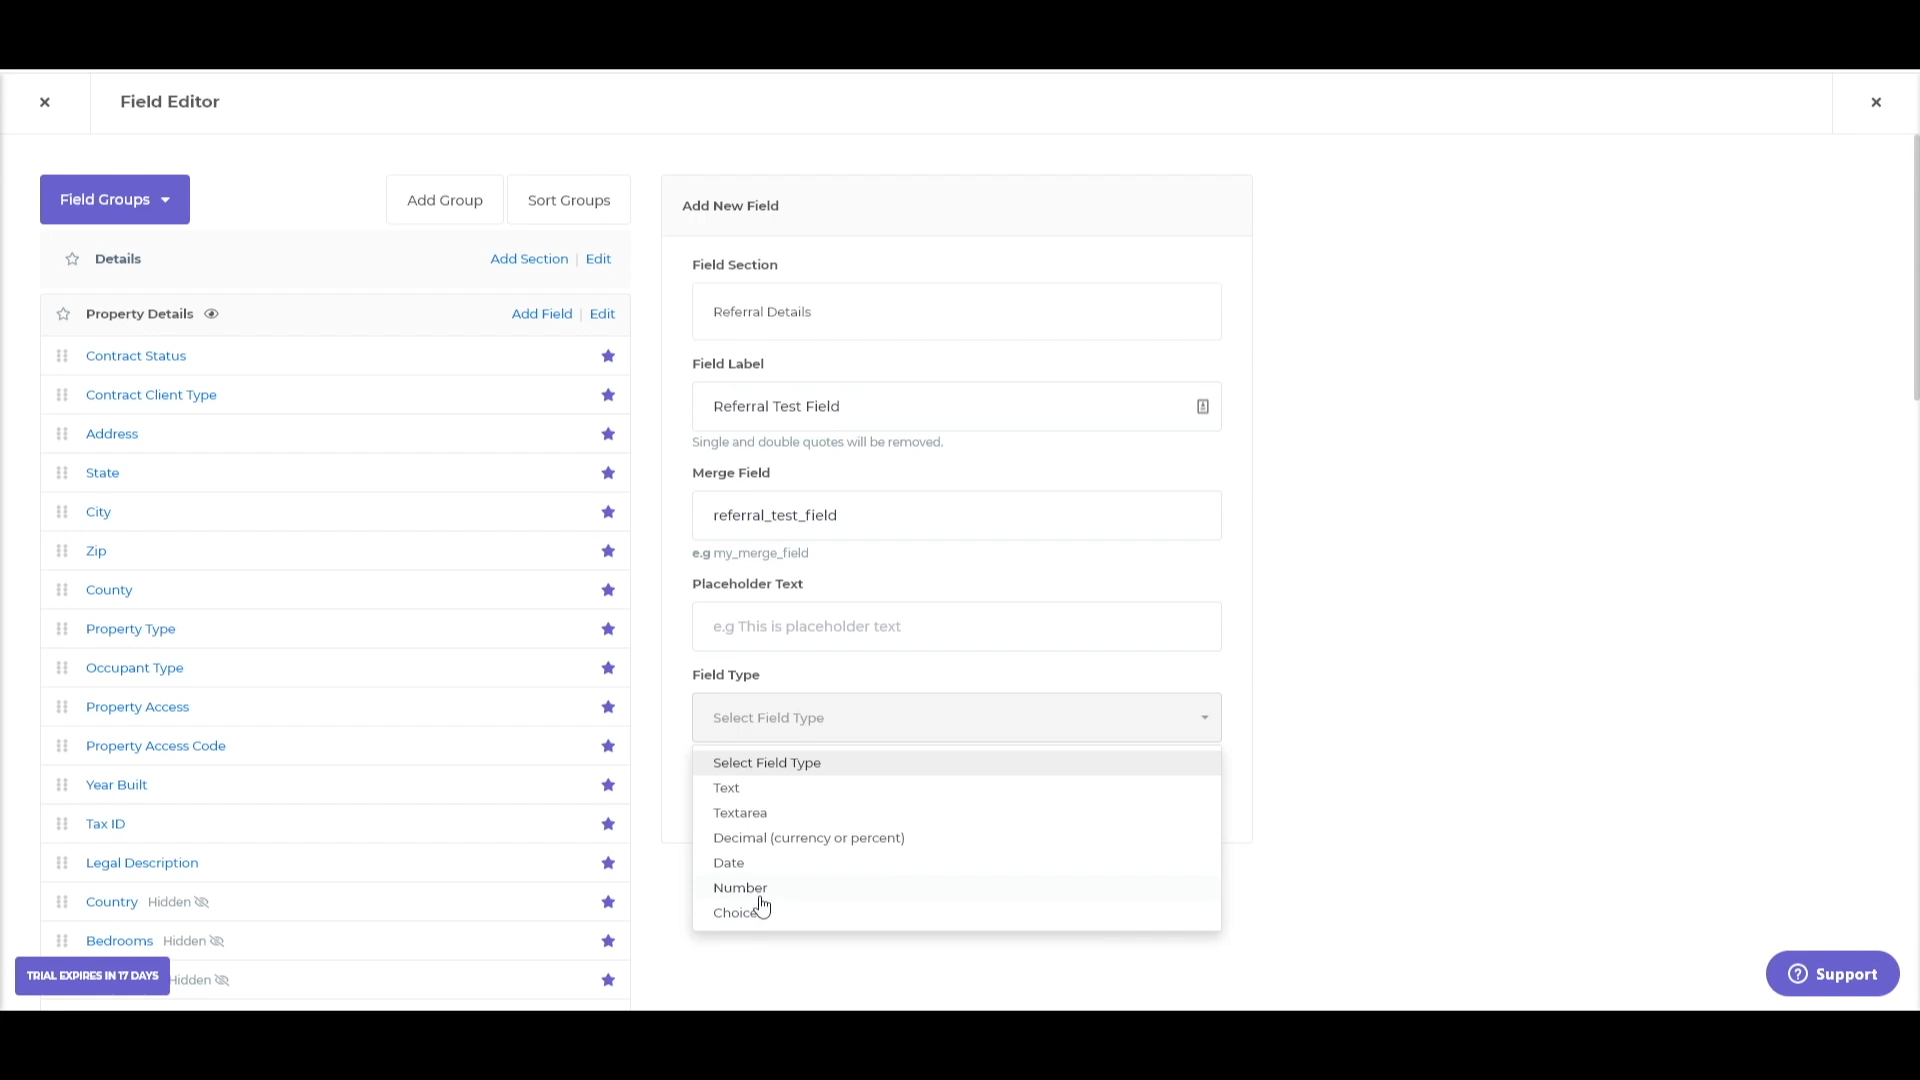 Field Editor
Field Groups
Add Group
Sort Groups
Details
Add Section | Edit
Property Details
Add Field | Edit
Contract Status
Contract Client Type
Address
State
City
Zip
County
Property Type
Occupant Type
Property Access
Property Access Code
Year Built
Tax ID
Legal Description
Country Hidden
Bedrooms Hidden
Hidden
TRIAL EXPIRES IN 17 DAYS
Add New Field
Field Section
Referral Details
Field Label
Referral Test Field
Single and double quotes will be removed.
Merge Field
referral_test_field
e.g my_merge_field
Placeholder Text
e.g This is placeholder text
Field Type
Select Field Type
Select Field Type
Text
Textarea
Decimal (currency or percent)
Date
Number
Choice
Support